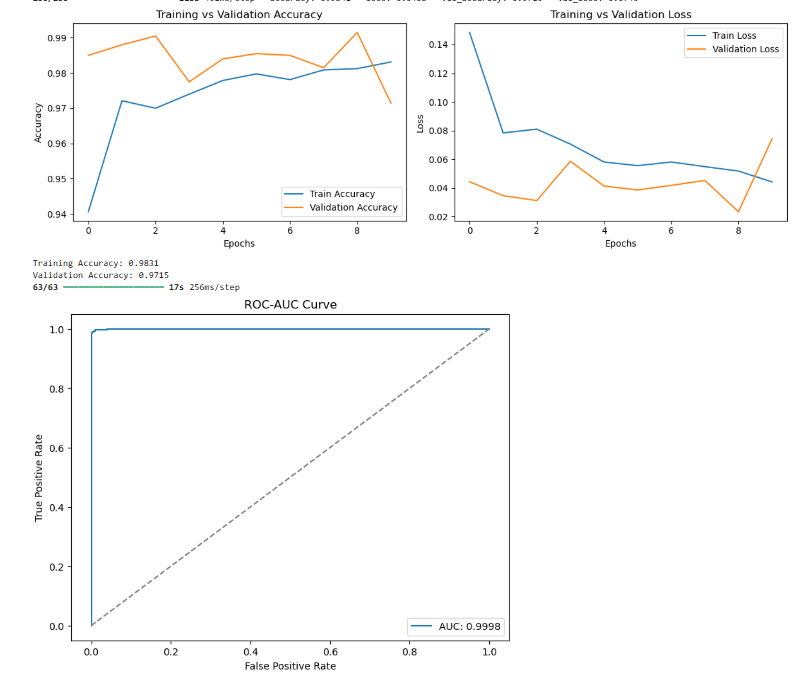 Training vs Validation Accuracy
0.99
0.98
0.97
0.96
0.95
0.94
Accuracy
0 2 4 6 8
Epochs
Train Accuracy
Validation Accuracy
Training vs Validation Loss
0.14
0.12
0.10
0.08
0.06
0.04
0.02
Loss
0 2 4 6 8
Epochs
Train Loss
Validation Loss
Training Accuracy: 0.9831
Validation Accuracy: 0.9715
63/63 17s 256ms/step
ROC-AUC Curve
1.0
0.8
0.6
0.4
0.2
0.0
True Positive Rate
0.0 0.2 0.4 0.6 0.8 1.0
False Positive Rate
AUC: 0.9998